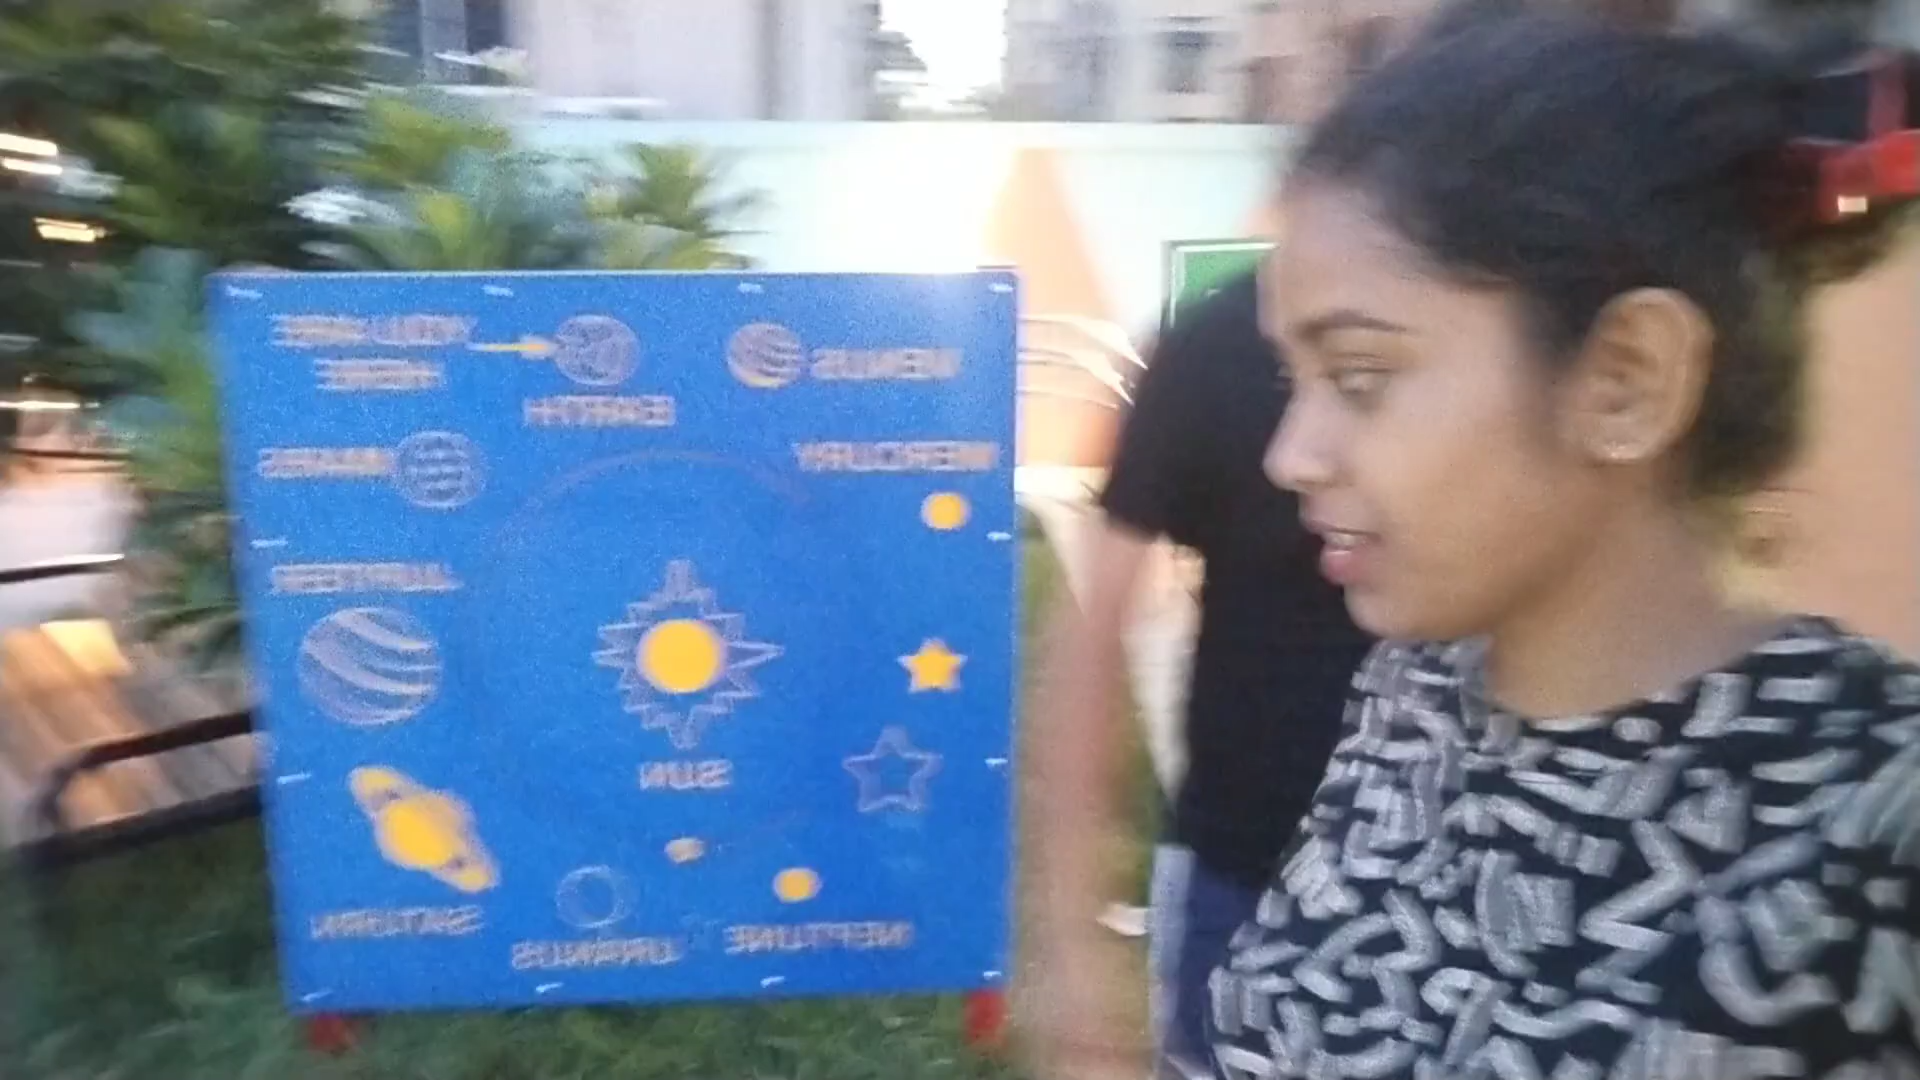 YOU ARE
HERE
EARTH
VENUS
MARS
MERCURY
JUPITER
SUN
SATURN
URANUS
NEPTUNE